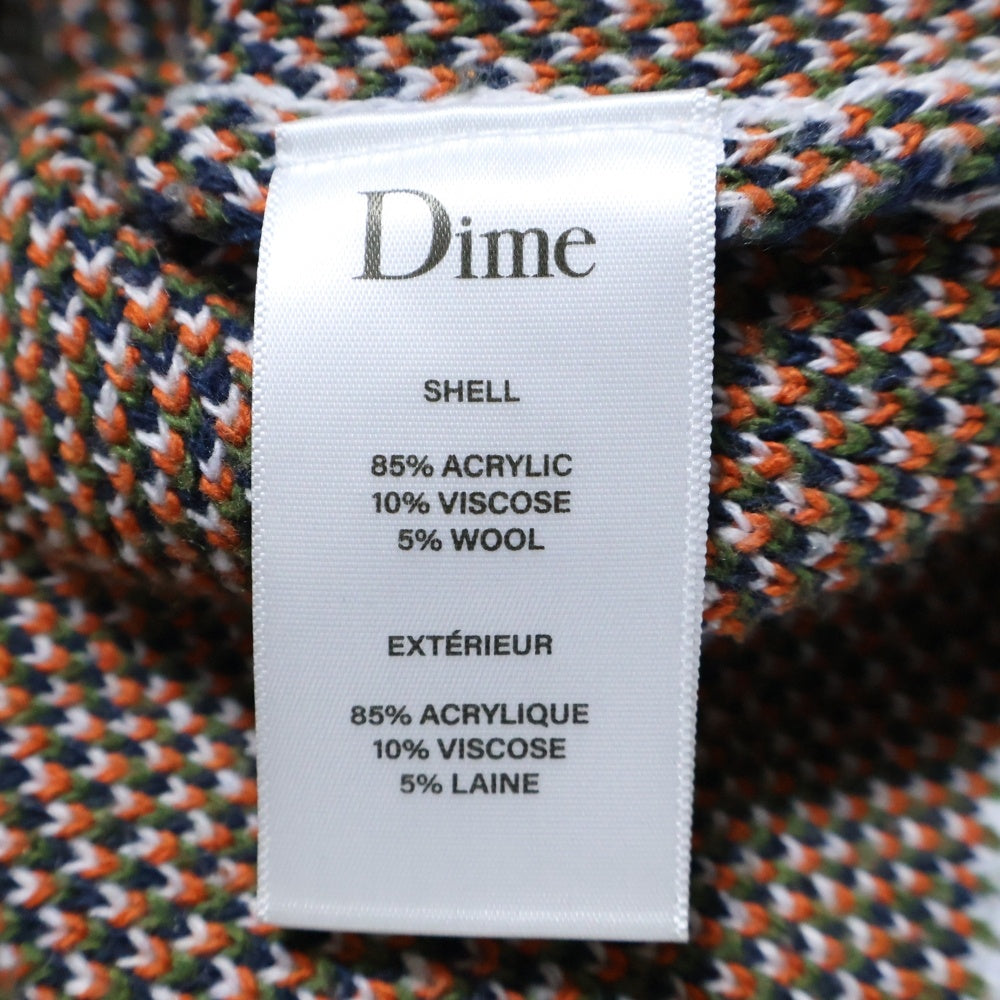 Dime
SHELL
85% ACRYLIC
10% VISCOSE
5% WOOL
EXTÉRIEUR
85% ACRYLIQUE
10% VISCOSE
5% LAINE